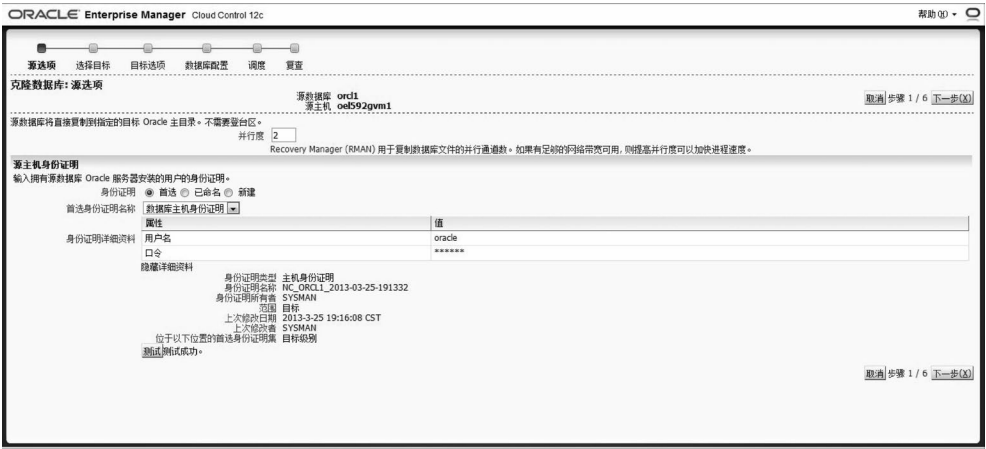 ORACLE Enterprise Manager Cloud Control 12c
帮助(H)
源选项 选择目标 目标选项 数据库配置 调度 复查
克隆数据库: 源选项
源数据库 orcl1
源主机 oel592gvm1
取消 步骤 1 / 6 下一步(X)
源数据库将直接复制到指定的目标 Oracle 主目录。不需要登台区。
并行度 2
Recovery Manager (RMAN) 用于复制数据库文件的并行通道数。如果有足够的网络带宽可用, 则提高并行度可以加快进程速度。
源主机身份证明
输入拥有源数据库 Oracle 服务器安装的用户的身份证明。
身份证明 首选 已命名 新建
首选身份证明名称 数据库主机身份证明
属性 值
身份证明详细资料 用户名 oracle
口令 ******
隐藏详细资料
身份证明类型 主机身份证明
身份证明名称 NC_ORCL1_2013-03-25-191332
身份证明所有者 SYSMAN
范围 目标
上次修改日期 2013-3-25 19:16:08 CST
上次修改者 SYSMAN
位于以下位置的首选身份证明集 目标级别
测试 测试成功。
取消 步骤 1 / 6 下一步(X)